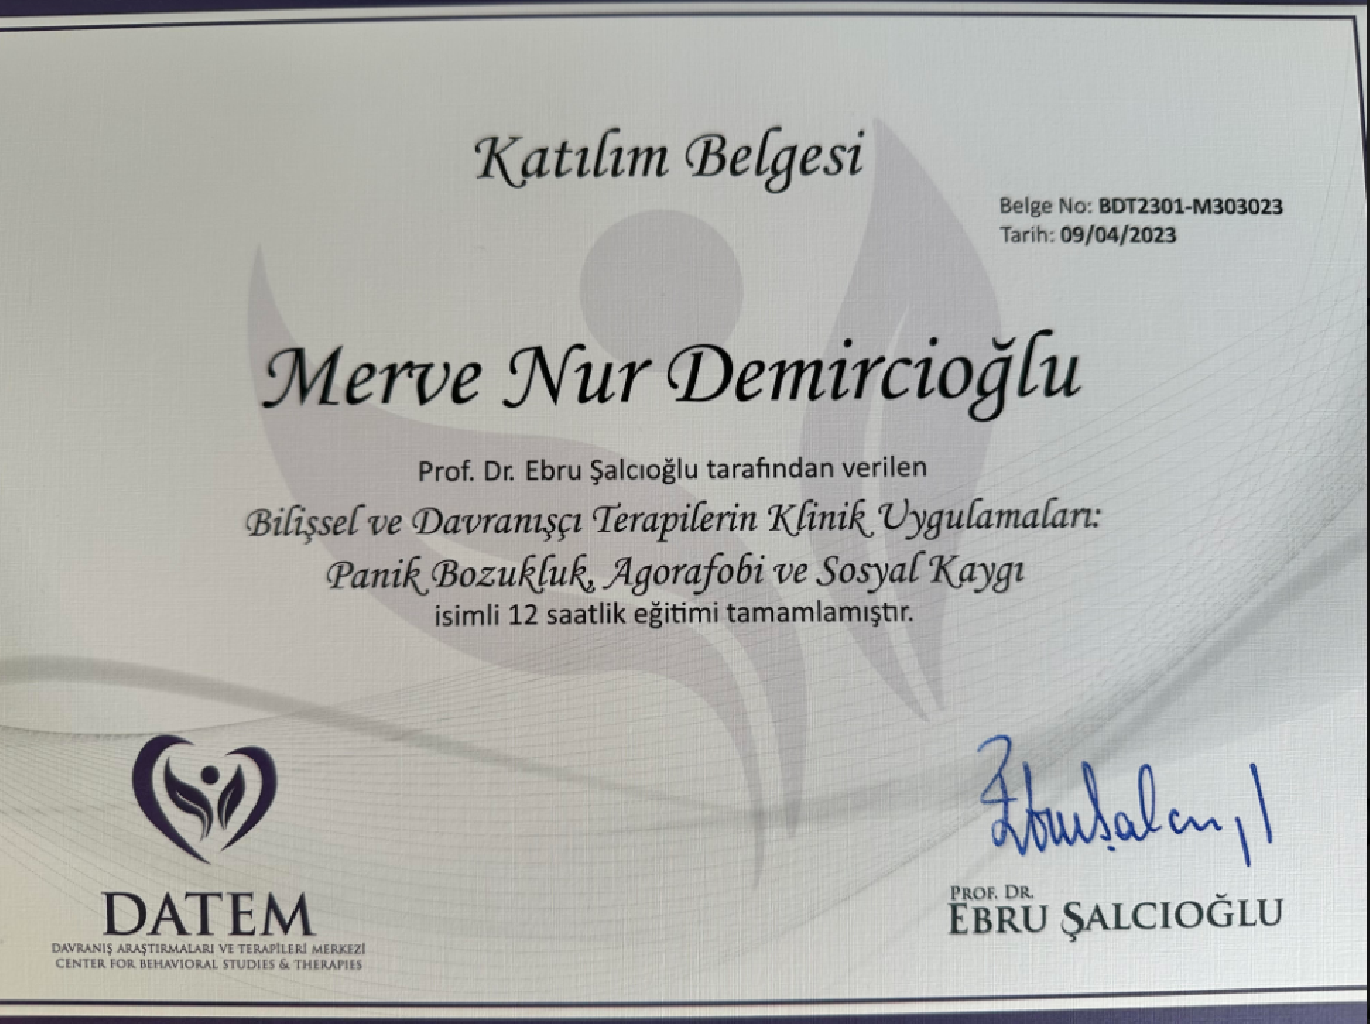 Katılım Belgesi
Belge No: BDT2301-M303023
Tarih: 09/04/2023
Merve Nur Demircioğlu
Prof. Dr. Ebru Şalcıoğlu tarafından verilen
Bilişsel ve Davranışçı Terapilerin Klinik Uygulamaları:
Panik Bozukluk, Agorafobi ve Sosyal Kaygı
isimli 12 saatlik eğitimi tamamlamıştır.
DATEM
DAVRANIŞ ARAŞTIRMALARI VE TERAPİLERİ MERKEZİ
CENTER FOR BEHAVIORAL STUDIES & THERAPIES
PROF. DR.
EBRU ŞALCIOĞLU